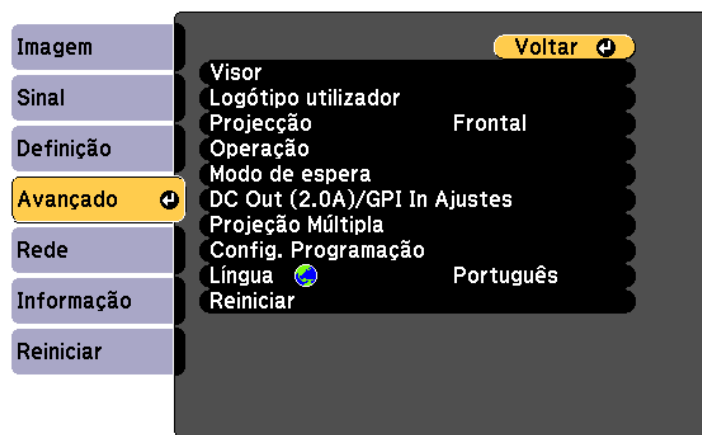 Imagem
Sinal
Definição
Avançado
Rede
Informação
Reiniciar
Voltar
Visor
Logótipo utilizador
Projecção Frontal
Operação
Modo de espera
DC Out (2.0A)/GPI In Ajustes
Projeção Múltipla
Config. Programação
Língua Português
Reiniciar